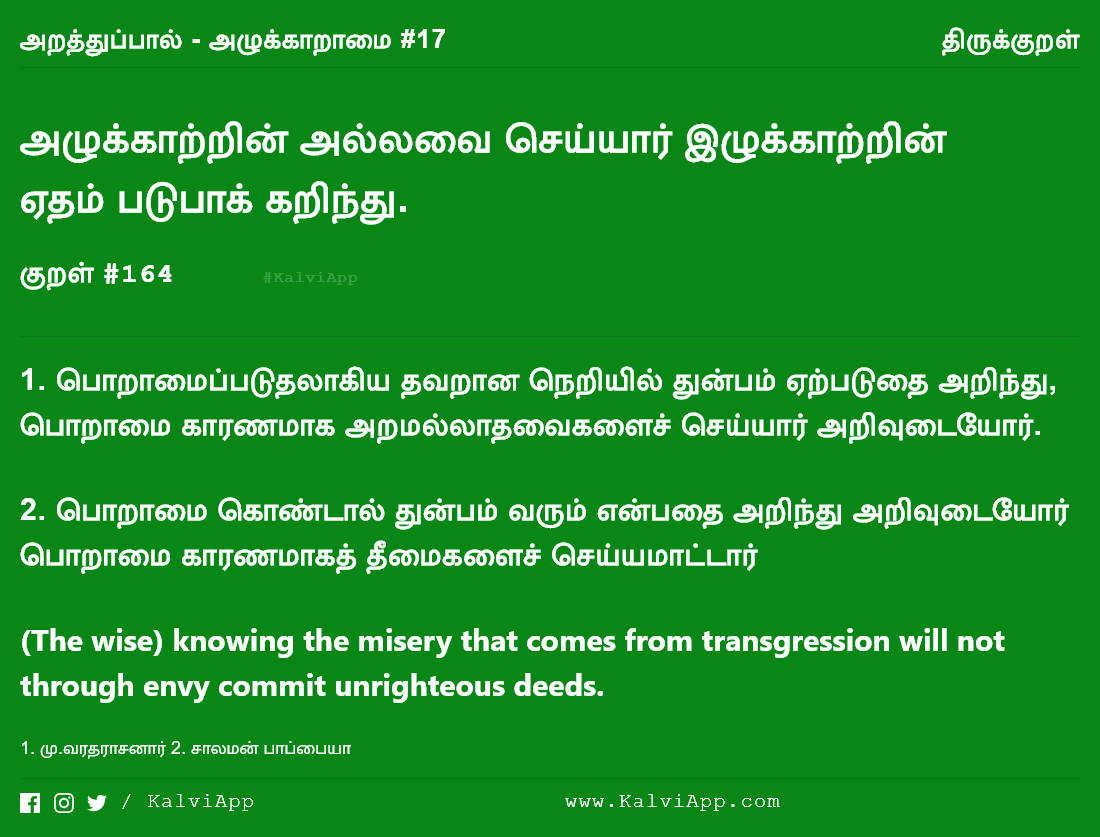 அறத்துப்பால் - அழுக்காறாமை #17
திருக்குறள்
அழுக்காற்றின் அல்லவை செய்யார் இழுக்காற்றின்
ஏதம் படுபாக் கறிந்து.
குறள் #164
#KalviApp
1. பொறாமைப்படுதலாகிய தவறான நெறியில் துன்பம் ஏற்படுதை அறிந்து,
பொறாமை காரணமாக அறமல்லாதவைகளைச் செய்யார் அறிவுடையோர்.
2. பொறாமை கொண்டால் துன்பம் வரும் என்பதை அறிந்து அறிவுடையோர்
பொறாமை காரணமாகத் தீமைகளைச் செய்யமாட்டார்
(The wise) knowing the misery that comes from transgression will not
through envy commit unrighteous deeds.
1. மு.வரதராசனார் 2. சாலமன் பாப்பையா
/ KalviApp
www.KalviApp.com